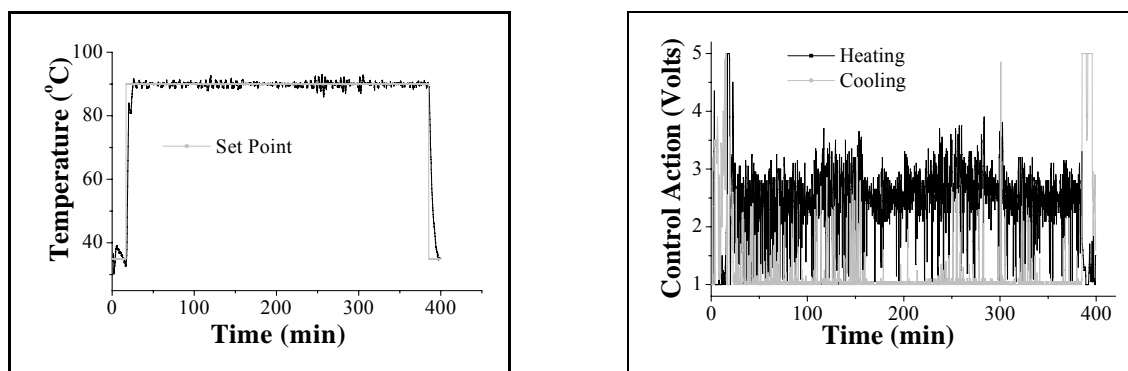 100
80
60
40
0
100
200
300
400
Temperature (°C)
Set Point
Time (min)
5
4
3
2
1
0
100
200
300
400
Control Action (Volts)
Heating
Cooling
Time (min)